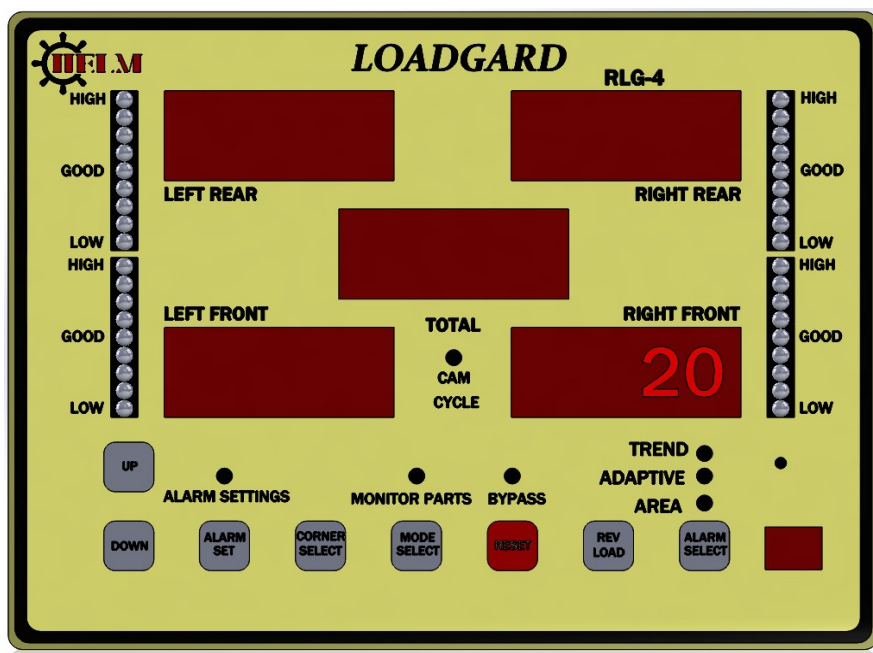 HELM
LOADGARD
RLG-4
HIGH
HIGH
GOOD
GOOD
LEFT REAR
RIGHT REAR
LOW
LOW
HIGH
HIGH
LEFT FRONT
RIGHT FRONT
TOTAL
GOOD
GOOD
20
CAM
CYCLE
LOW
LOW
TREND
UP
ADAPTIVE
ALARM SETTINGS
MONITOR PARTS
BYPASS
AREA
DOWN
ALARM
SET
CORNER
SELECT
MODE
SELECT
RESET
REV
LOAD
ALARM
SELECT